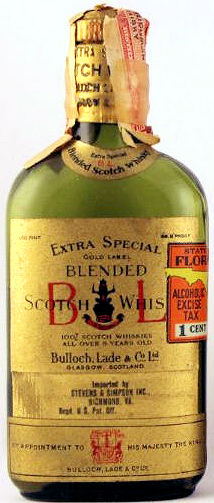 EXTRA
Extra Special
B L
Blended Scotch Whisky
EXTRA SPECIAL
GOLD LABEL
BLENDED
SCOTCH WHIS
B L
100% SCOTCH WHISKIES
ALL OVER 8 YEARS OLD
Bulloch, Lade & Co Ltd
GLASGOW, SCOTLAND.
Imported by
STEVENS & SIMPSON INC.,
RICHMOND, VA.
Regd. U.S. Pat. Off.
BY APPOINTMENT TO HIS MAJESTY THE KING
BULLOCH, LADE & CO LTD
STATE
FLOR
ALCOHOLIC
EXCISE
TAX
1 CENT